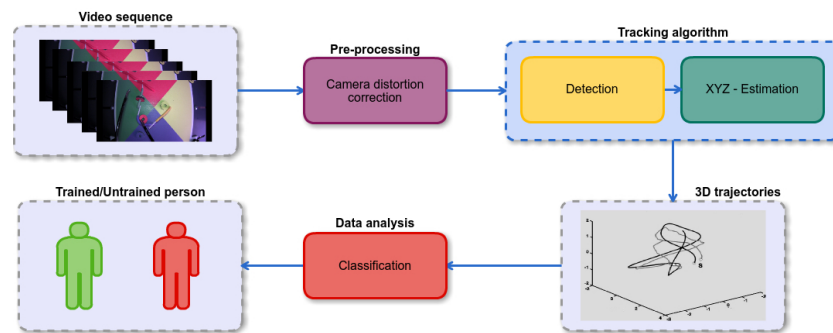 Video sequence
Pre-processing
Camera distortion
correction
Tracking algorithm
Detection
XYZ - Estimation
Trained/Untrained person
Data analysis
Classification
3D trajectories
S